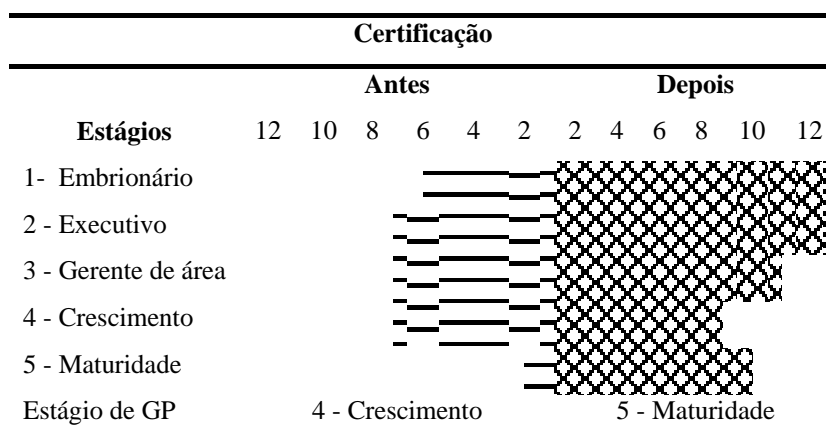 Certificação
Antes Depois
Estágios 12 10 8 6 4 2 2 4 6 8 10 12
1- Embrionário
2 - Executivo
3 - Gerente de área
4 - Crescimento
5 - Maturidade
Estágio de GP 4 - Crescimento 5 - Maturidade